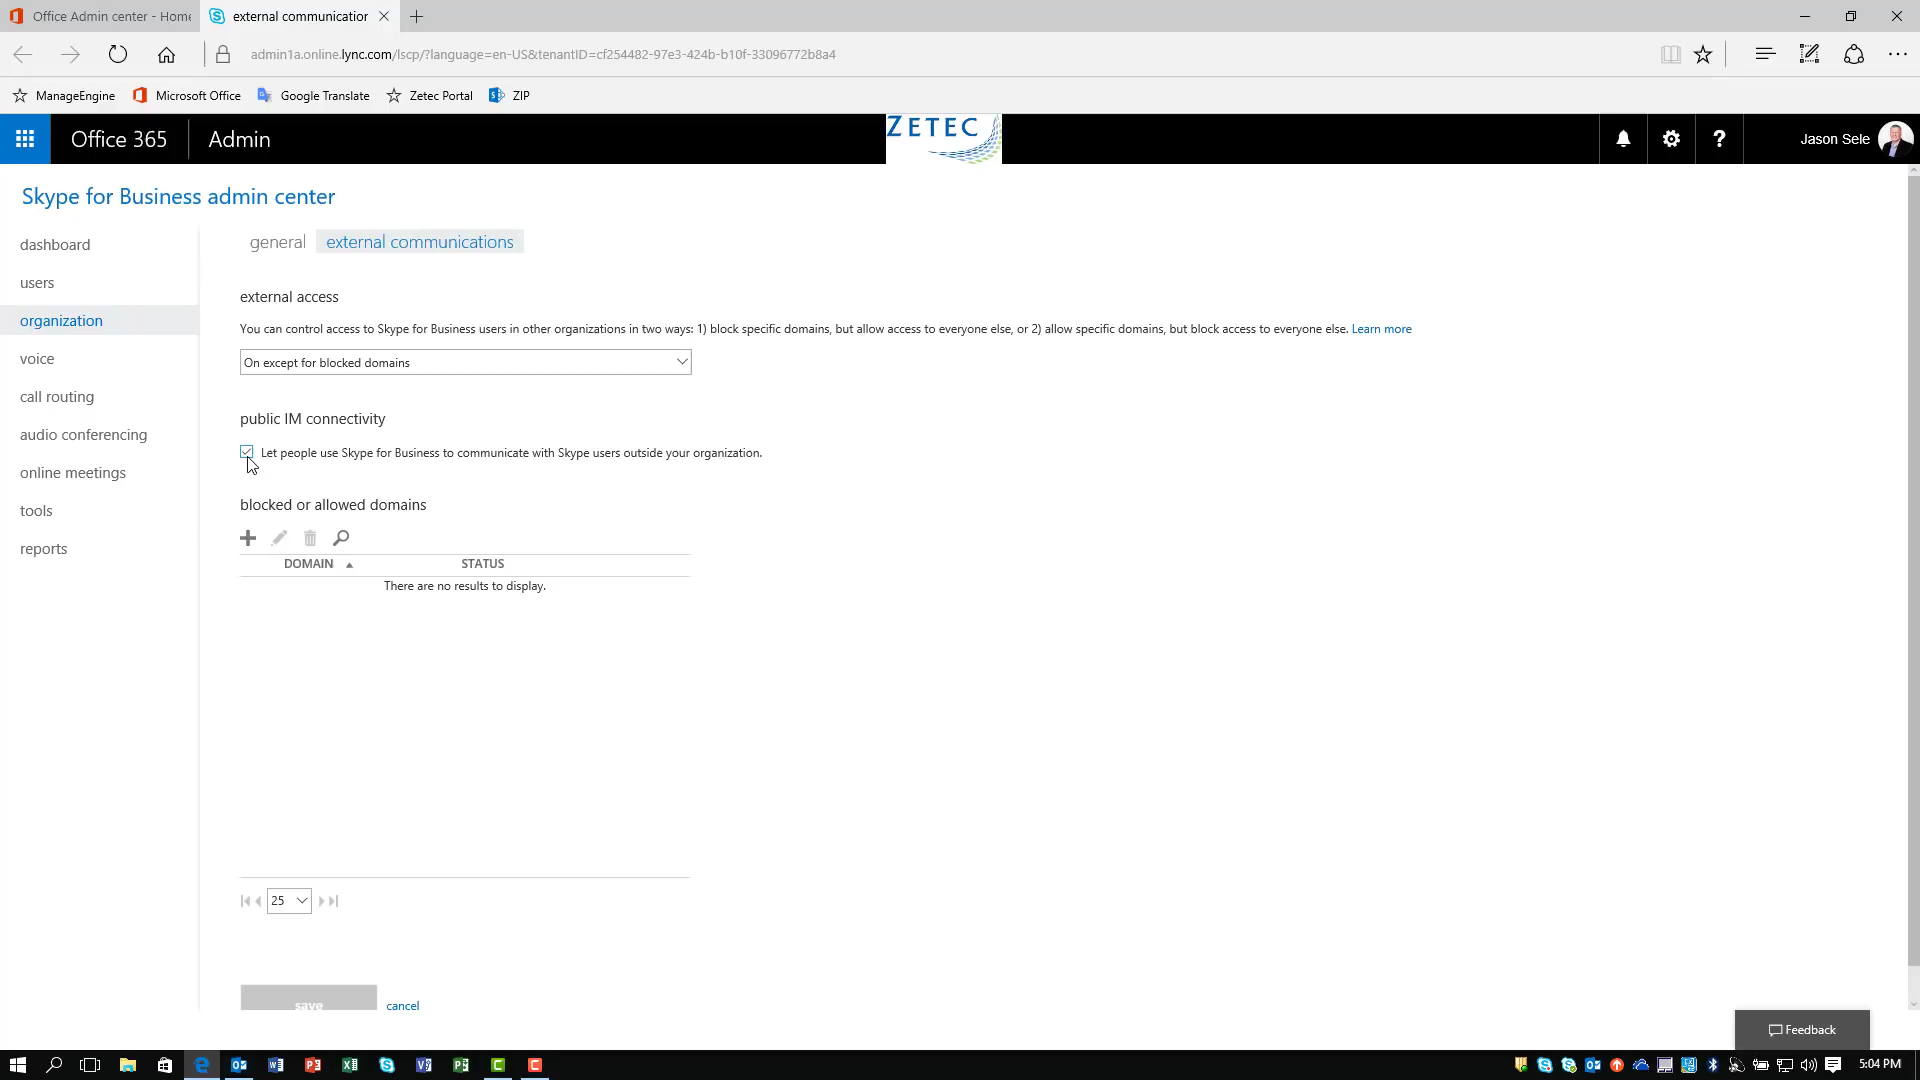 Office Admin center - Home
external communication
admin1a.online.lync.com/lscp/?language=en-US&tenantID=cf254482-97e3-424b-b10f-33096772b8a4
ManageEngine
Microsoft Office
Google Translate
Zetec Portal
ZIP
Office 365
Admin
ZETEC
Jason Sele
Skype for Business admin center
dashboard
users
organization
voice
call routing
audio conferencing
online meetings
tools
reports
general
external communications
external access
You can control access to Skype for Business users in other organizations in two ways: 1) block specific domains, but allow access to everyone else, or 2) allow specific domains, but block access to everyone else. Learn more
On except for blocked domains
public IM connectivity
Let people use Skype for Business to communicate with Skype users outside your organization.
blocked or allowed domains
DOMAIN
STATUS
There are no results to display.
25
save
cancel
Feedback
5:04 PM